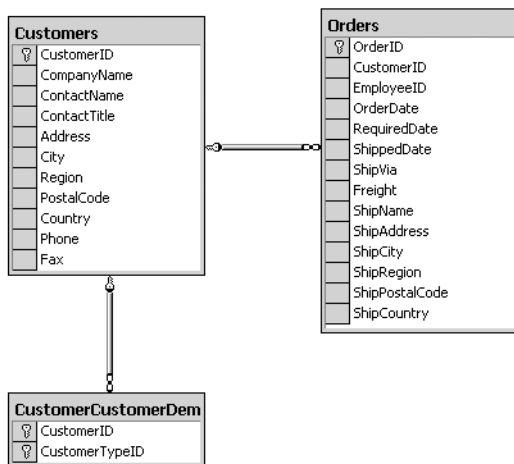 Customers
CustomerID
CompanyName
ContactName
ContactTitle
Address
City
Region
PostalCode
Country
Phone
Fax
Orders
OrderID
CustomerID
EmployeeID
OrderDate
RequiredDate
ShippedDate
ShipVia
Freight
ShipName
ShipAddress
ShipCity
ShipRegion
ShipPostalCode
ShipCountry
CustomerCustomerDem
CustomerID
CustomerTypeID